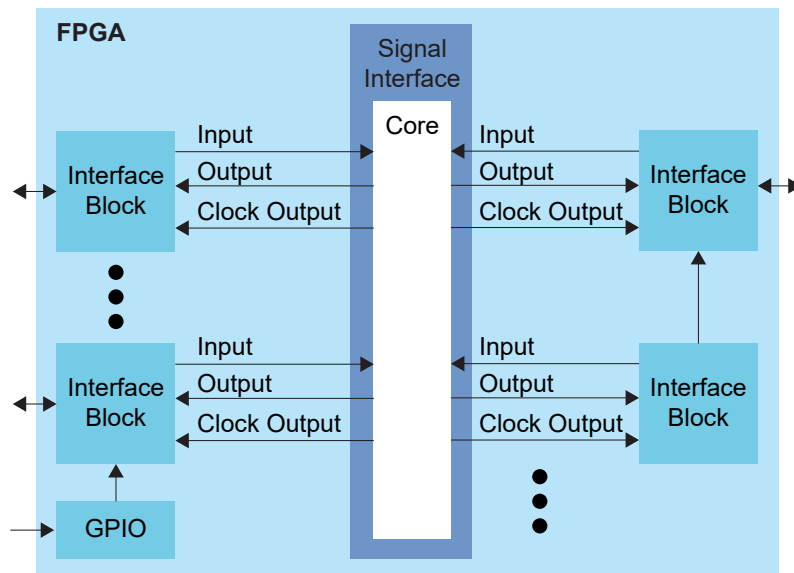 FPGA
Signal
Interface
Core
Interface
Block
Input
Output
Clock Output
Input
Output
Clock Output
Interface
Block
Interface
Block
Input
Output
Clock Output
Input
Output
Clock Output
Interface
Block
GPIO